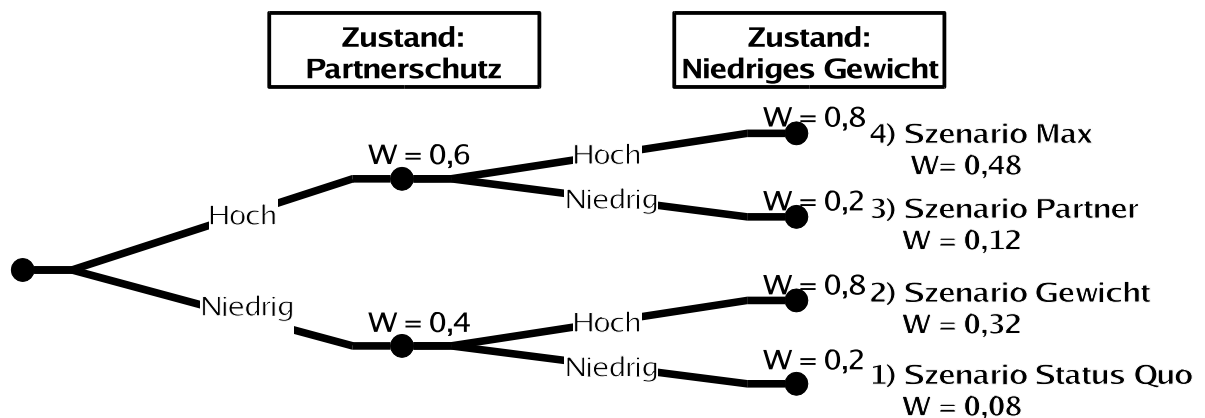 Zustand:
Partnerschutz
Zustand:
Niedriges Gewicht
W = 0,8
4) Szenario Max
W= 0,48
Hoch
W = 0,6
Niedrig
W = 0,2
3) Szenario Partner
W = 0,12
Hoch
Niedrig
W = 0,8
2) Szenario Gewicht
W = 0,32
Hoch
W = 0,4
Niedrig
W = 0,2
1) Szenario Status Quo
W = 0,08